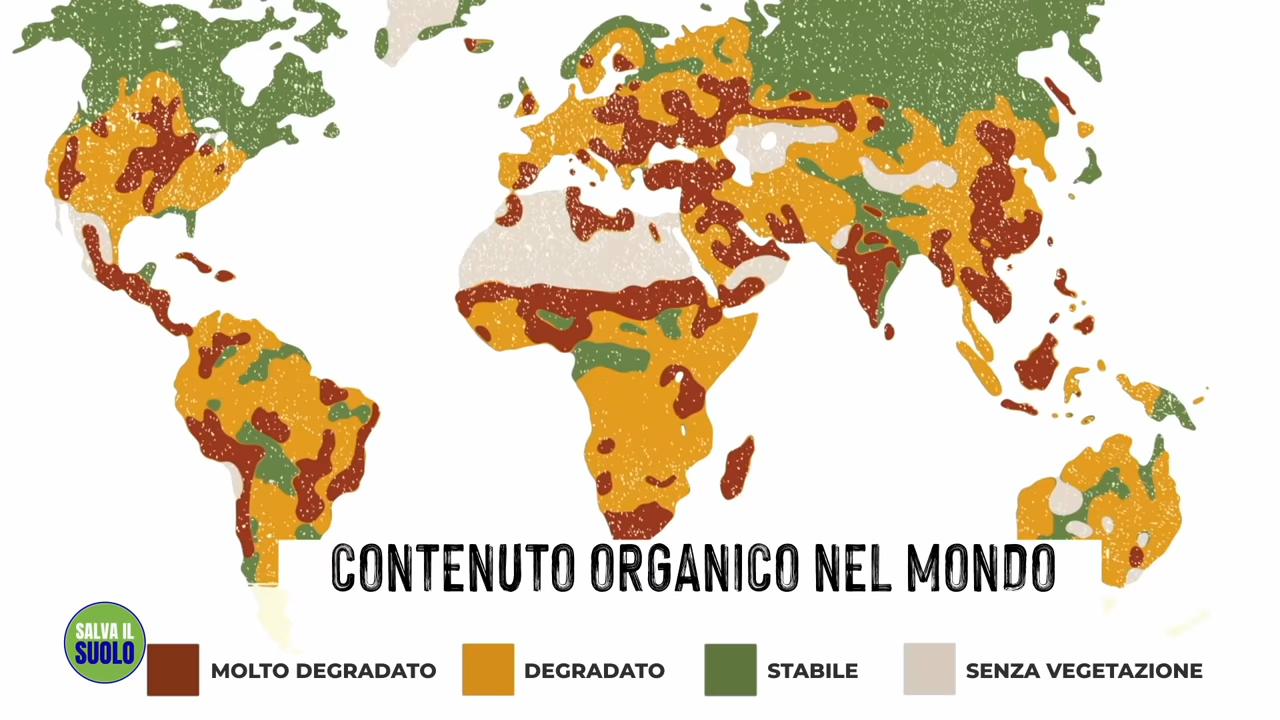 CONTENUTO ORGANICO NEL MONDO
SALVA IL
SUOLO
MOLTO DEGRADATO
DEGRADATO
STABILE
SENZA VEGETAZIONE